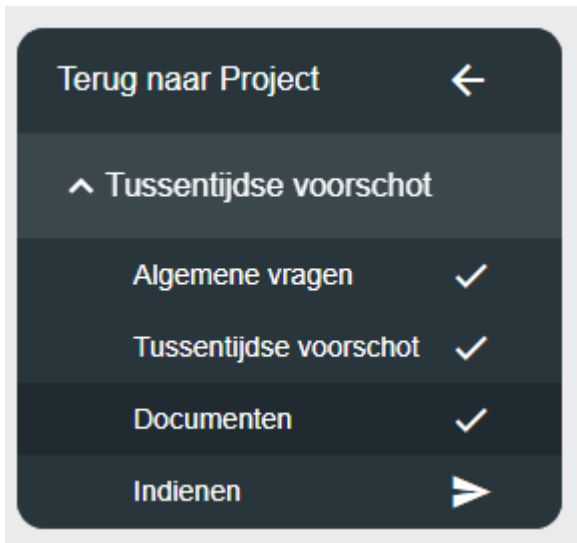 Terug naar Project
Tussentijdse voorschot
Algemene vragen
Tussentijdse voorschot
Documenten
Indienen